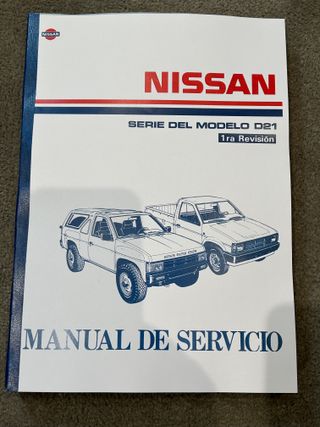 NISSAN
NISSAN
SERIE DEL MODELO D21
1ra Revisión
MANUAL DE SERVICIO